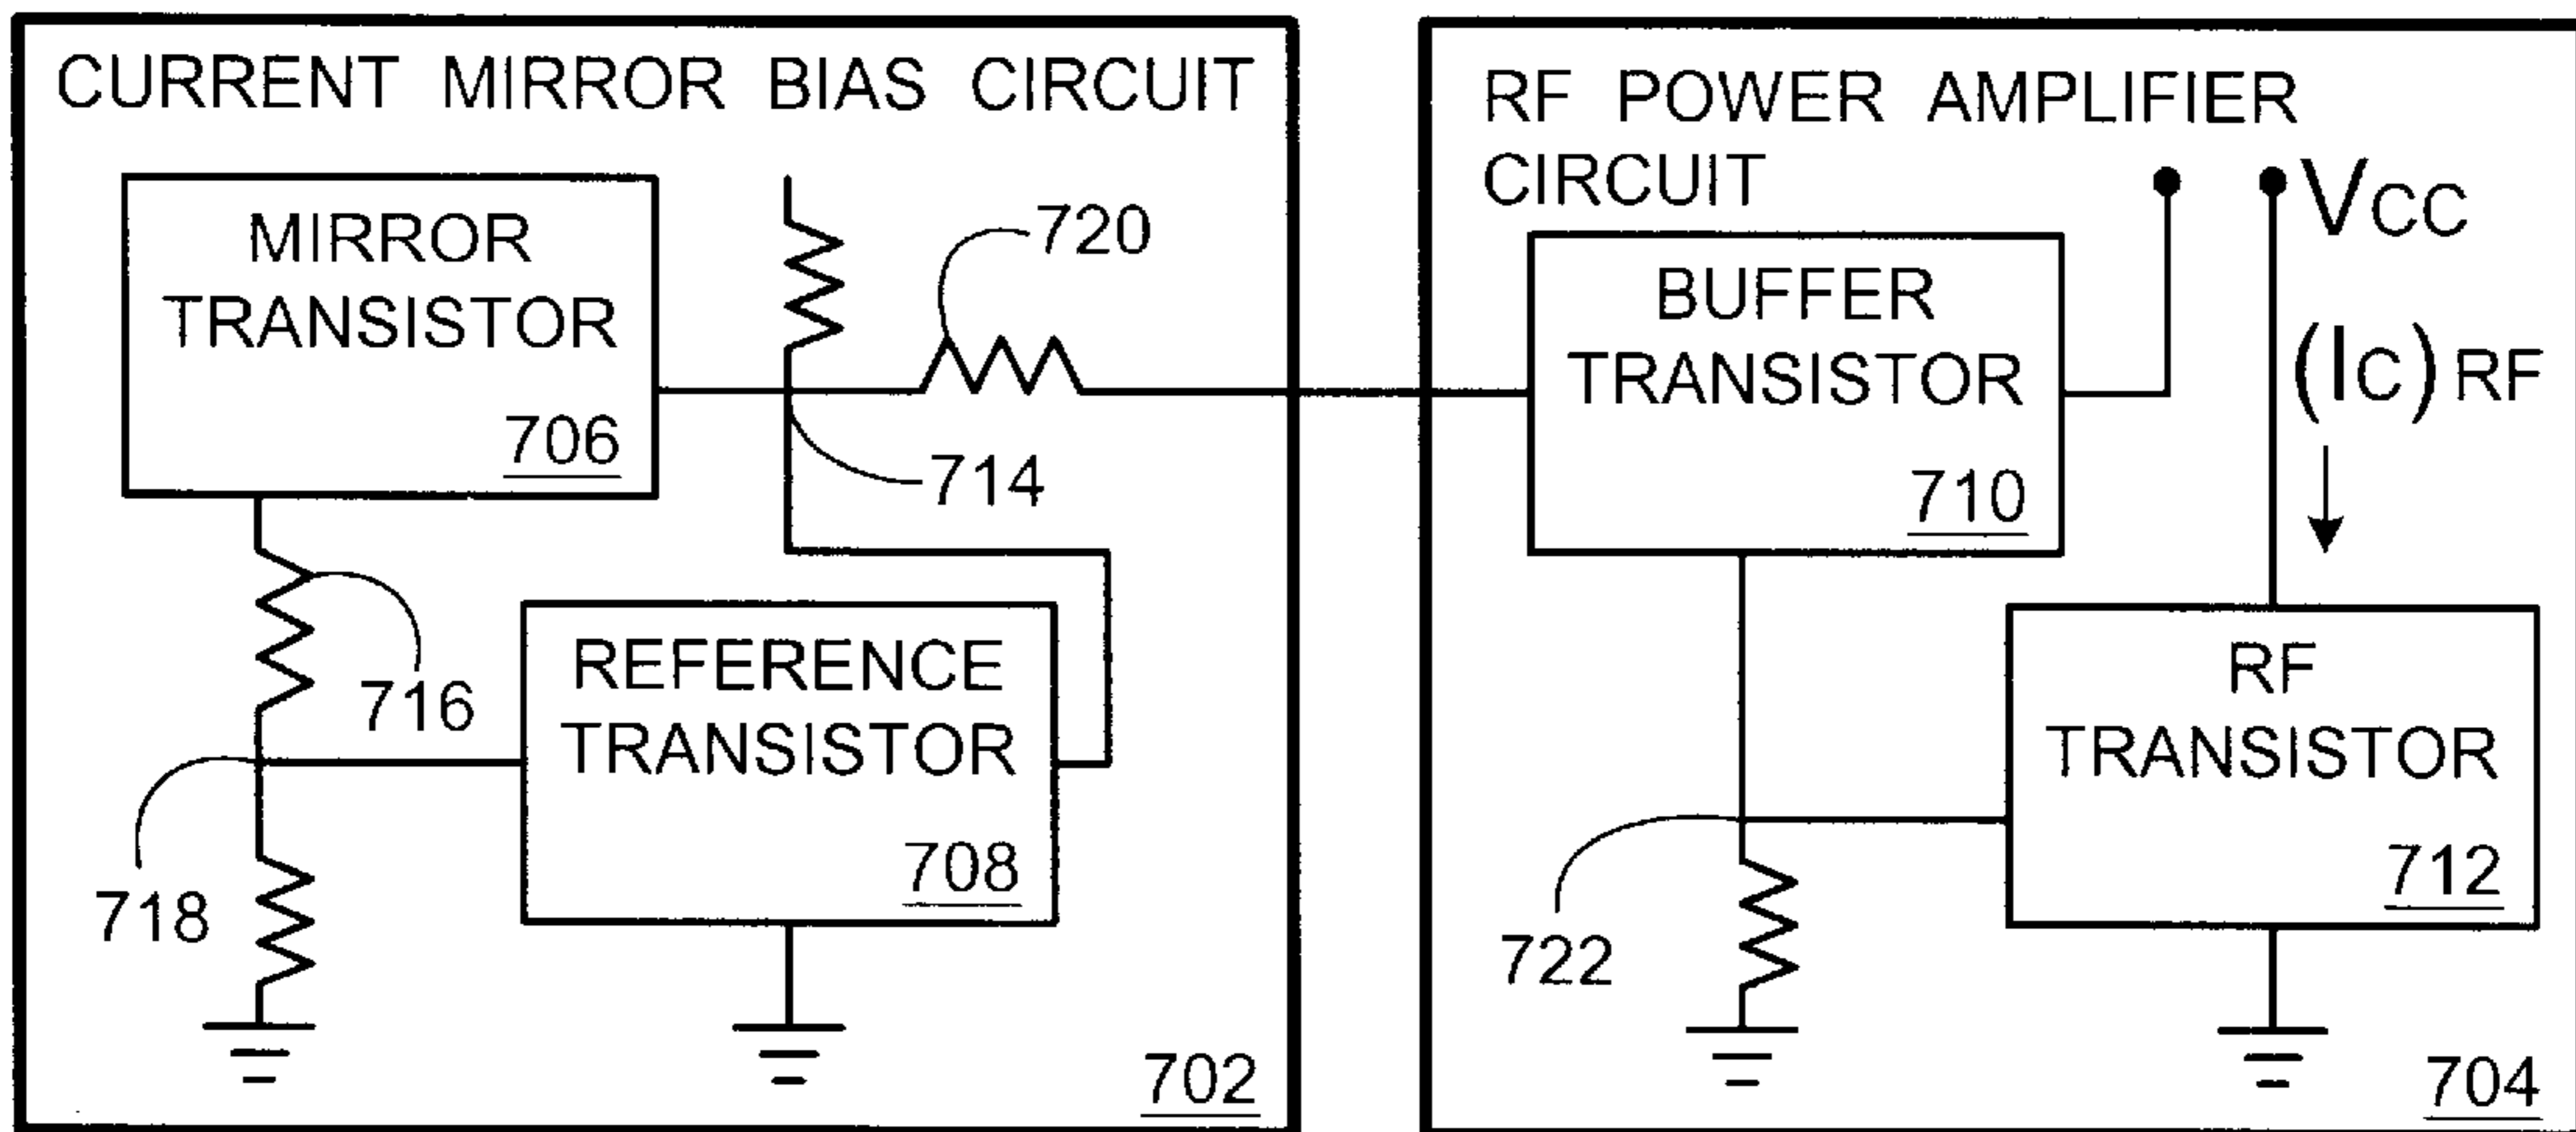 CURRENT MIRROR BIAS CIRCUIT
MIRROR
TRANSISTOR
706
720
714
716
REFERENCE
TRANSISTOR
708
718
702
RF POWER AMPLIFIER
CIRCUIT
VCC
BUFFER
TRANSISTOR
710
(IC)RF
RF
TRANSISTOR
712
722
704